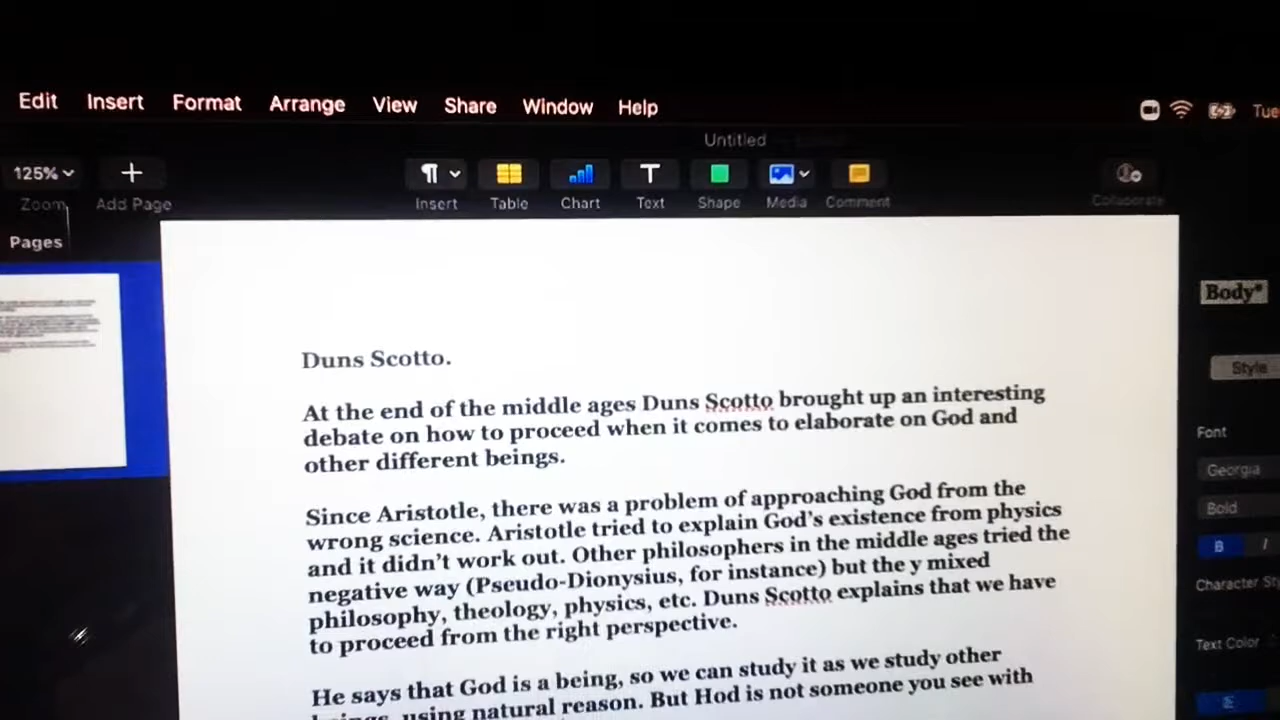 Edit Insert Format Arrange View Share Window Help Tue
Untitled
125%
Zoom Add Page Insert Table Chart Text Shape Media Comment Collaborate
Pages
Body*
Style
Duns Scotto.
Font
At the end of the middle ages Duns Scotto brought up an interesting
debate on how to proceed when it comes to elaborate on God and
other different beings.
Georgia
Bold
B I
Since Aristotle, there was a problem of approaching God from the
wrong science. Aristotle tried to explain God's existence from physics
and it didn't work out. Other philosophers in the middle ages tried the
negative way (Pseudo-Dionysius, for instance) but the y mixed
philosophy, theology, physics, etc. Duns Scotto explains that we have
to proceed from the right perspective.
Character St
Text Color
He says that God is a being, so we can study it as we study other
beings, using natural reason. But Hod is not someone you see with